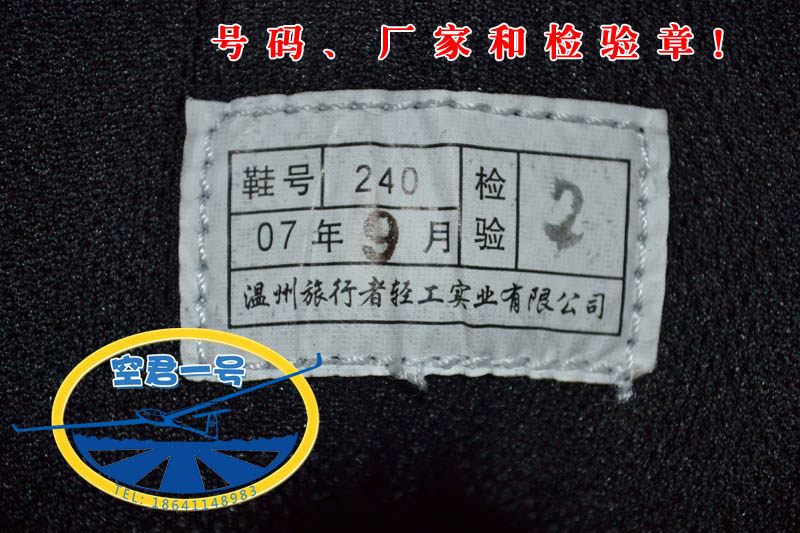 号码、厂家和检验章!
鞋号 240 检验 2
07年9月
温州旅行者轻工实业有限公司
空君一号
TEL: 18641148983